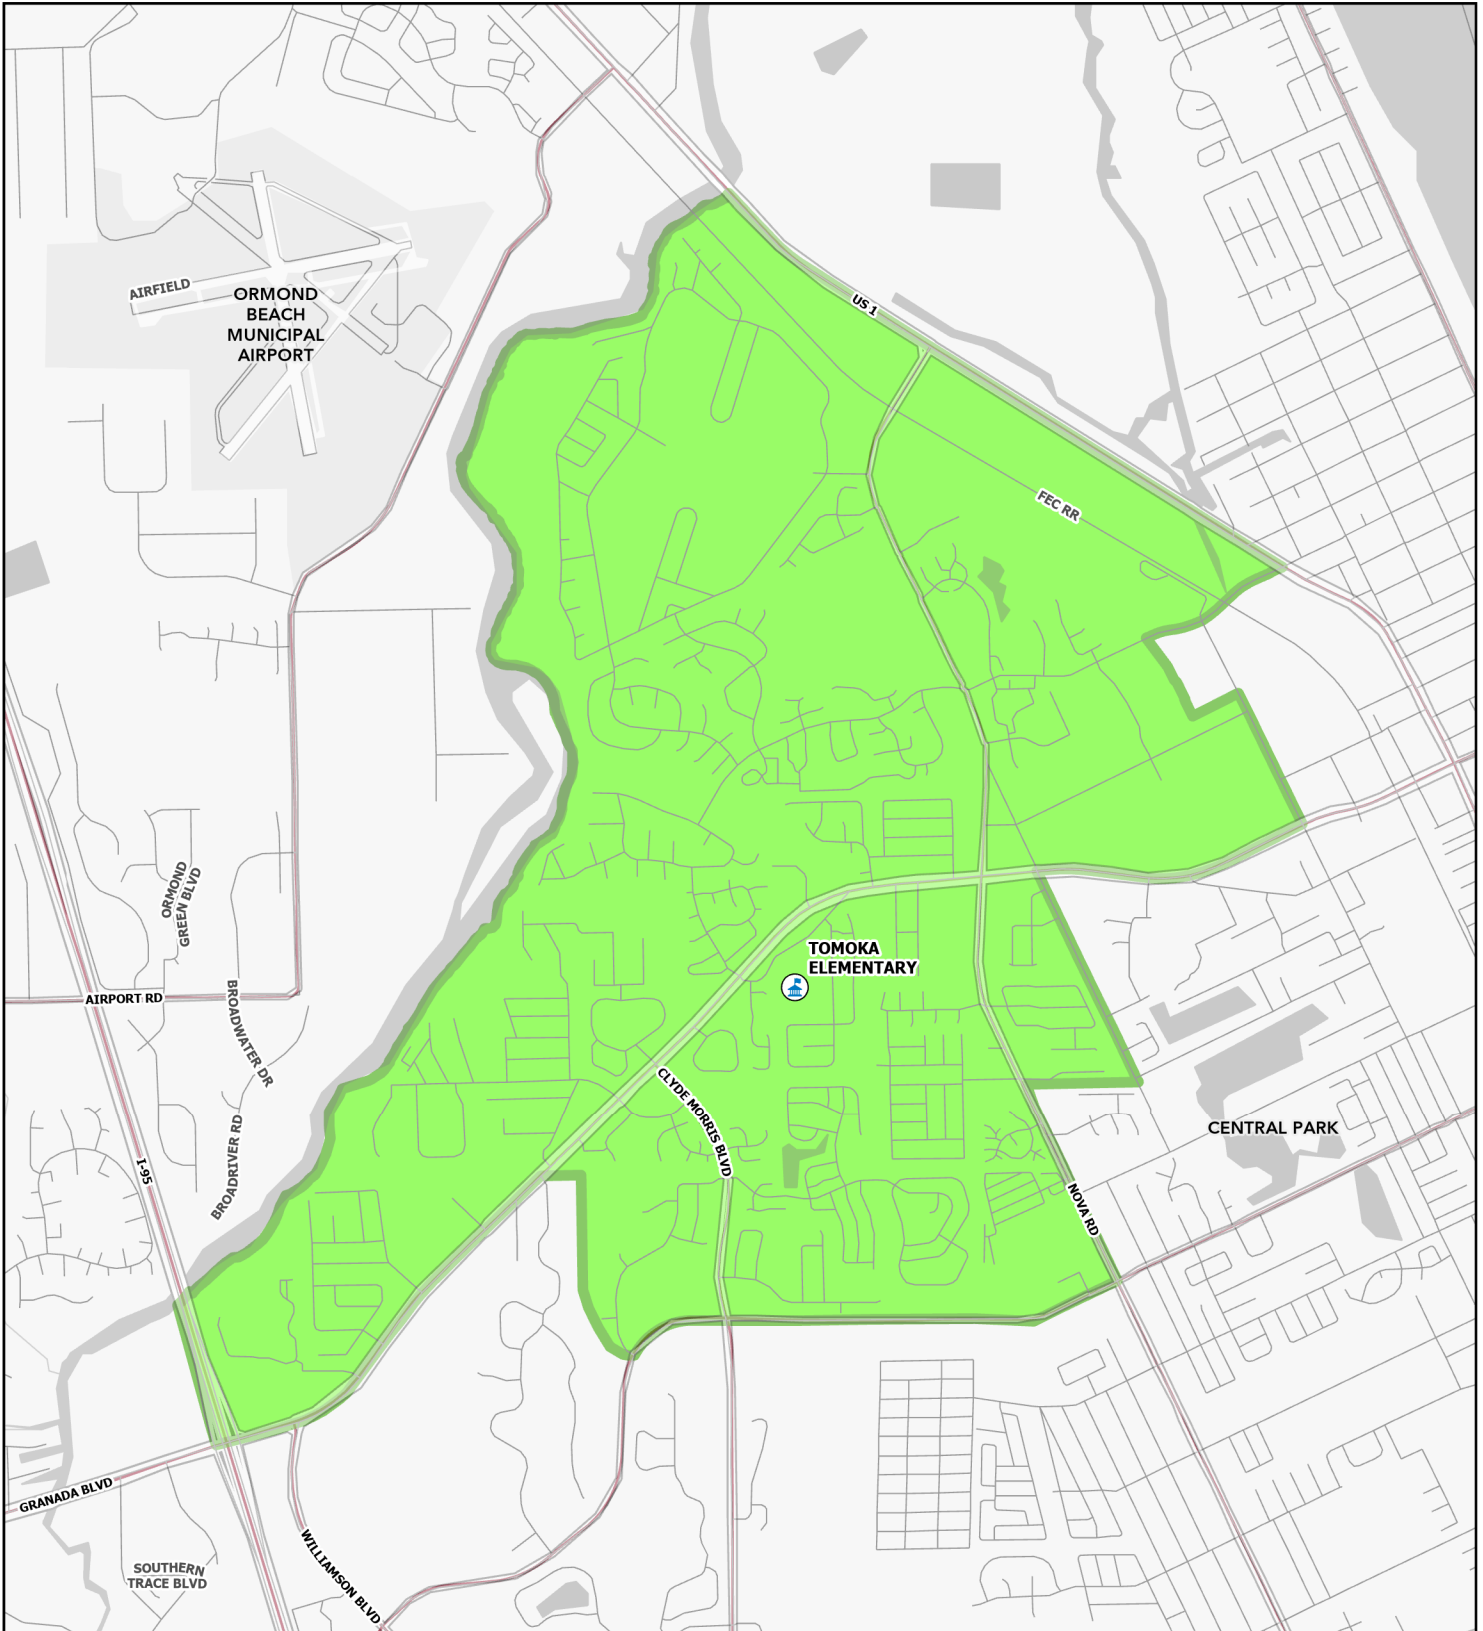 US 1
AIRFIELD
ORMOND
BEACH
MUNICIPAL
AIRPORT
FEC RR
ORMOND
GREEN BLVD
TOMOKA
ELEMENTARY
AIRPORT RD
BROADWATER DR
CLYDE MORRIS BLVD
BROADRIVER RD
CENTRAL PARK
I-95
NOVA RD
GRANADA BLVD
WILLIAMSON BLVD
SOUTHERN
TRACE BLVD